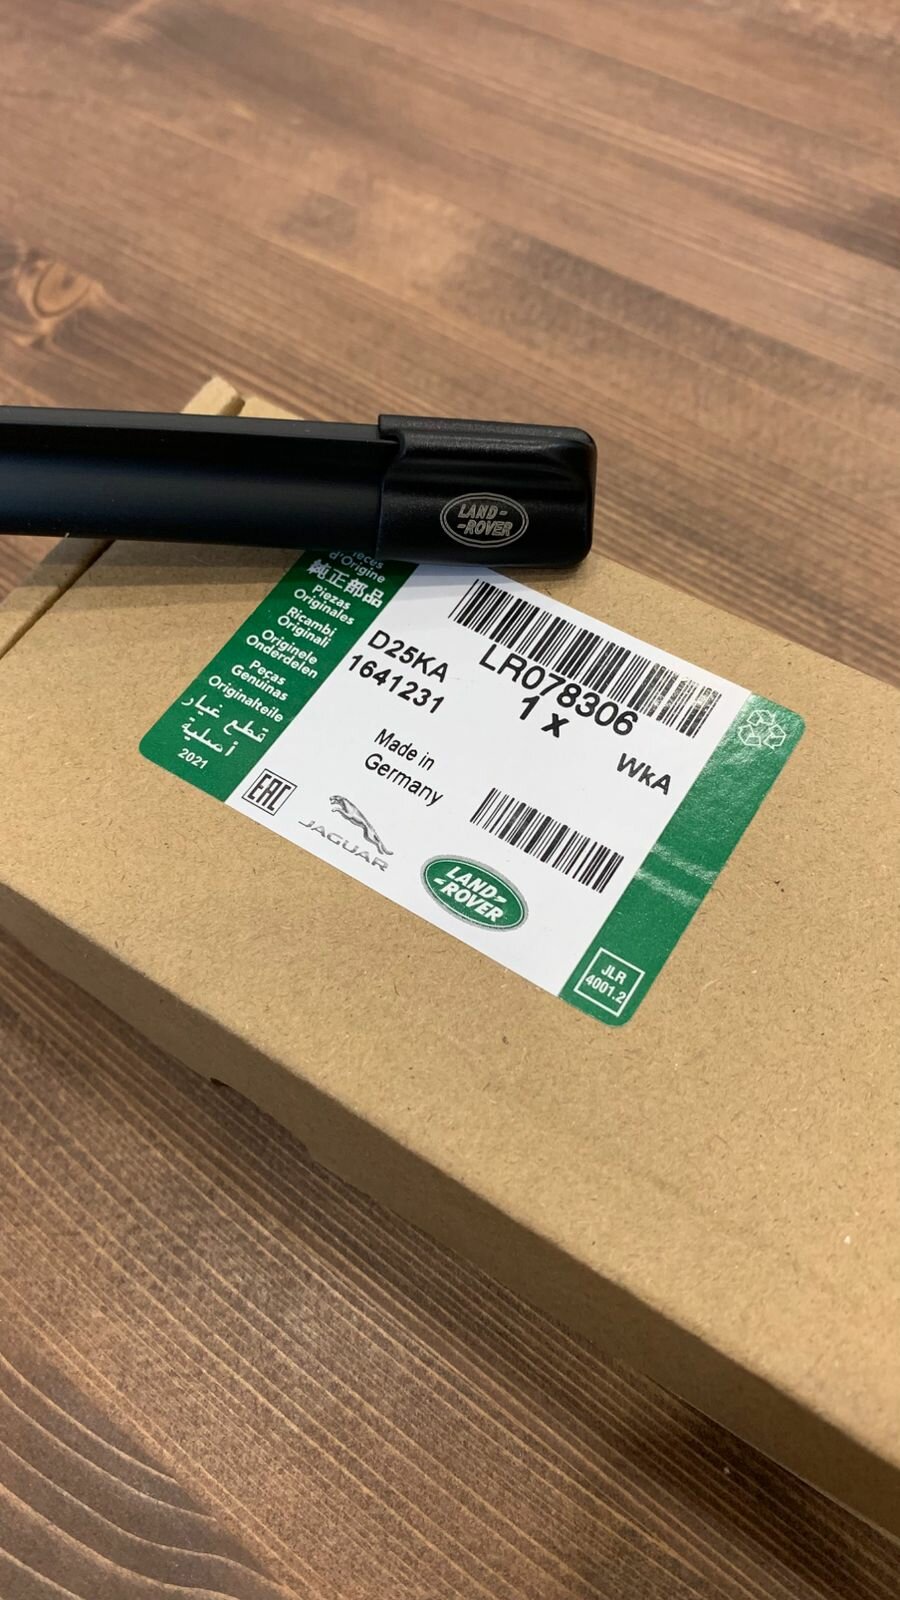 LAND-
-ROVER
d'Origine
純正部品
Piezas
Originales
Ricambi
Originali
Originele
Onderdelen
Peças
Genuínas
Originalteile
قطع غيار
أصلية
2021
D25KA
1641231
LR078306
1 x
WkA
Made in
Germany
EAC
JAGUAR
LAND-
-ROVER
JLR
4001.2